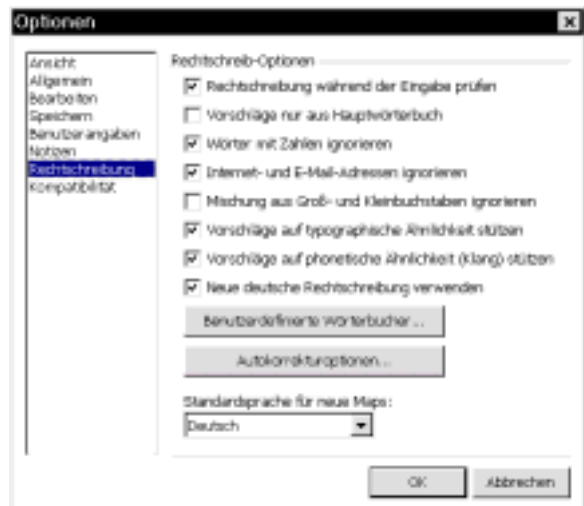 Optionen
Ansicht
Allgemein
Bearbeiten
Speichern
Benutzerangaben
Notizen
Rechtschreibung
Kompatibilität
Rechtschreib-Optionen
Rechtschreibung während der Eingabe prüfen
Vorschläge nur aus Hauptwörterbuch
Wörter mit Zahlen ignorieren
Internet- und E-Mail-Adressen ignorieren
Mischung aus Groß- und Kleinbuchstaben ignorieren
Vorschläge auf typographische Ähnlichkeit stützen
Vorschläge auf phonetische Ähnlichkeit (Klang) stützen
Neue deutsche Rechtschreibung verwenden
Benutzerdefinierte Wörterbücher...
Autokorrekturoptionen...
Standardsprache für neue Maps:
Deutsch
OK
Abbrechen